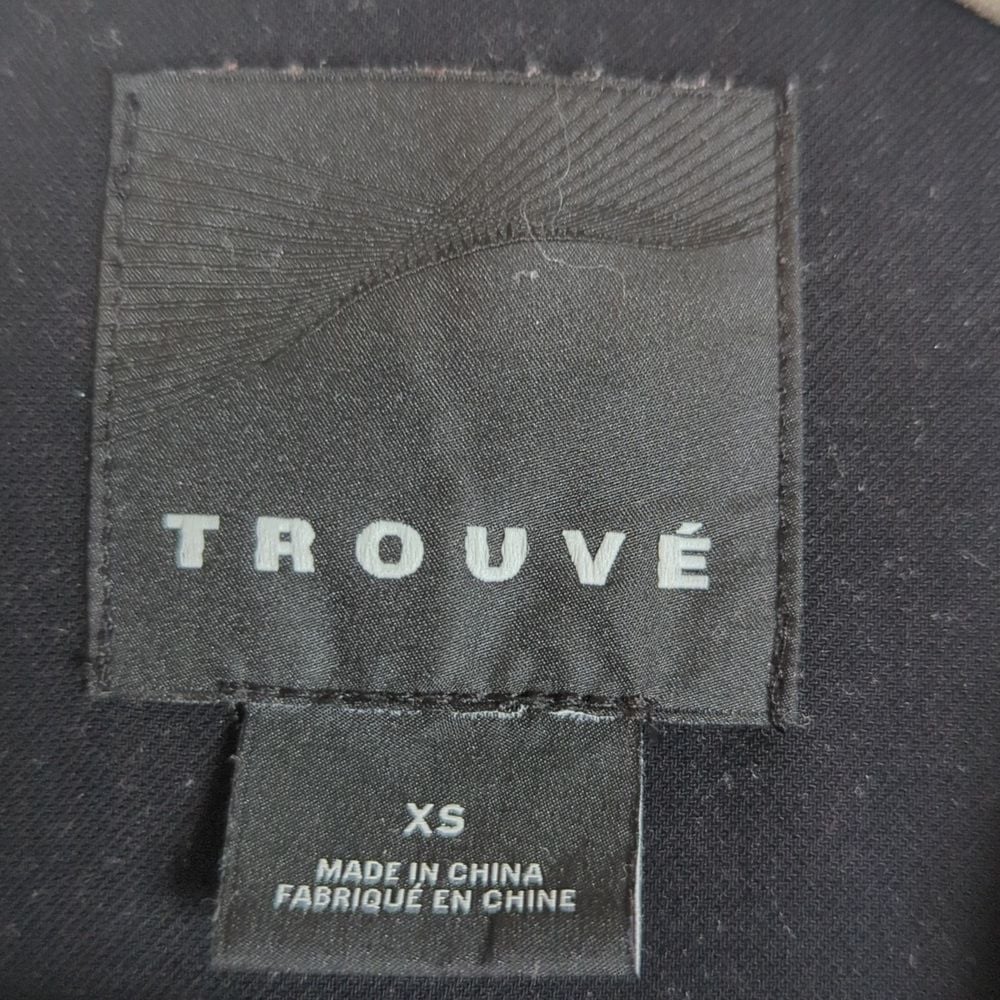 TROUVÉ
XS
MADE IN CHINA
FABRIQUÉ EN CHINE